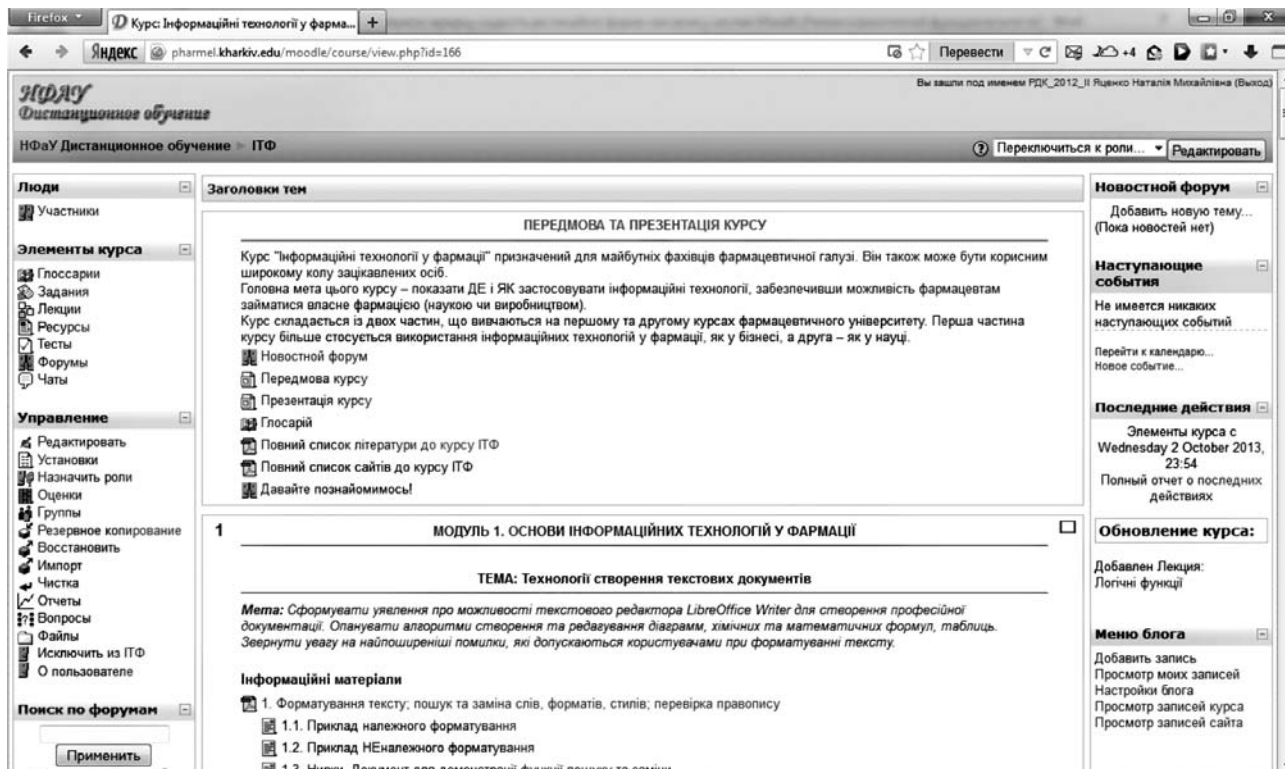 Firefox
Курс: Інформаційні технології у фарма...
Яндекс
pharmel.kharkiv.edu/moodle/course/view.php?id=166
Перевести
+4
НФАУ
Дистанционное обучение
Вы зашли под именем РДК_2012_II Яценко Наталія Михайлівна (Выход)
НФаУ Дистанционное обучение ► ІТФ
Переключиться к роли...
Редактировать
Люди
Участники
Элементы курса
Глоссарии
Задания
Лекции
Ресурсы
Тесты
Форумы
Чаты
Управление
Редактировать
Установки
Назначить роли
Оценки
Группы
Резервное копирование
Восстановить
Импорт
Чистка
Отчеты
Вопросы
Файлы
Исключить из ІТФ
О пользователе
Поиск по форумам
Применить
Заголовки тем
ПЕРЕДМОВА ТА ПРЕЗЕНТАЦІЯ КУРСУ
Курс "Інформаційні технології у фармації" призначений для майбутніх фахівців фармацевтичної галузі. Він також може бути корисним
широкому колу зацікавлених осіб.
Головна мета цього курсу – показати ДЕ і ЯК застосовувати інформаційні технології, забезпечивши можливість фармацевтам
займатися власне фармацією (наукою чи виробництвом).
Курс складається із двох частин, що вивчаються на першому та другому курсах фармацевтичного університету. Перша частина
курсу більше стосується використання інформаційних технологій у фармації, як у бізнесі, а друга – як у науці.
Новостной форум
Передмова курсу
Презентація курсу
Глосарій
Повний список літератури до курсу ІТФ
Повний список сайтів до курсу ІТФ
Давайте познайомимось!
1
МОДУЛЬ 1. ОСНОВИ ІНФОРМАЦІЙНИХ ТЕХНОЛОГІЙ У ФАРМАЦІЇ
ТЕМА: Технології створення текстових документів
Мета: Сформувати уявлення про можливості текстового редактора LibreOffice Writer для створення професійної
документації. Опанувати алгоритми створення та редагування діаграмм, хімічних та математичних формул, таблиць.
Звернути увагу на найпоширеніші помилки, які допускаються користувачами при форматуванні тексту.
Інформаційні матеріали
1. Форматування тексту; пошук та заміна слів, форматів, стилів; перевірка правопису
1.1. Приклад належного форматування
1.2. Приклад НЕналежного форматування
1.3. Нирки. Документ для демонстрації функції пошуку та заміни
Новостной форум
Добавить новую тему...
(Пока новостей нет)
Наступающие
события
Не имеется никаких
наступающих событий
Перейти к календарю...
Новое событие...
Последние действия
Элементы курса с
Wednesday 2 October 2013,
23:54
Полный отчет о последних
действиях
Обновление курса:
Добавлен Лекция:
Логічні функції
Меню блога
Добавить запись
Просмотр моих записей
Настройки блога
Просмотр записей курса
Просмотр записей сайта